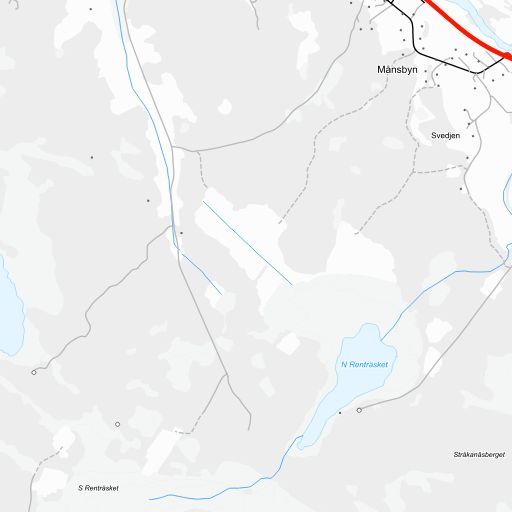 Månsbyn
Svedjen
N Renträsket
Stråkanäsberget
S Renträsket